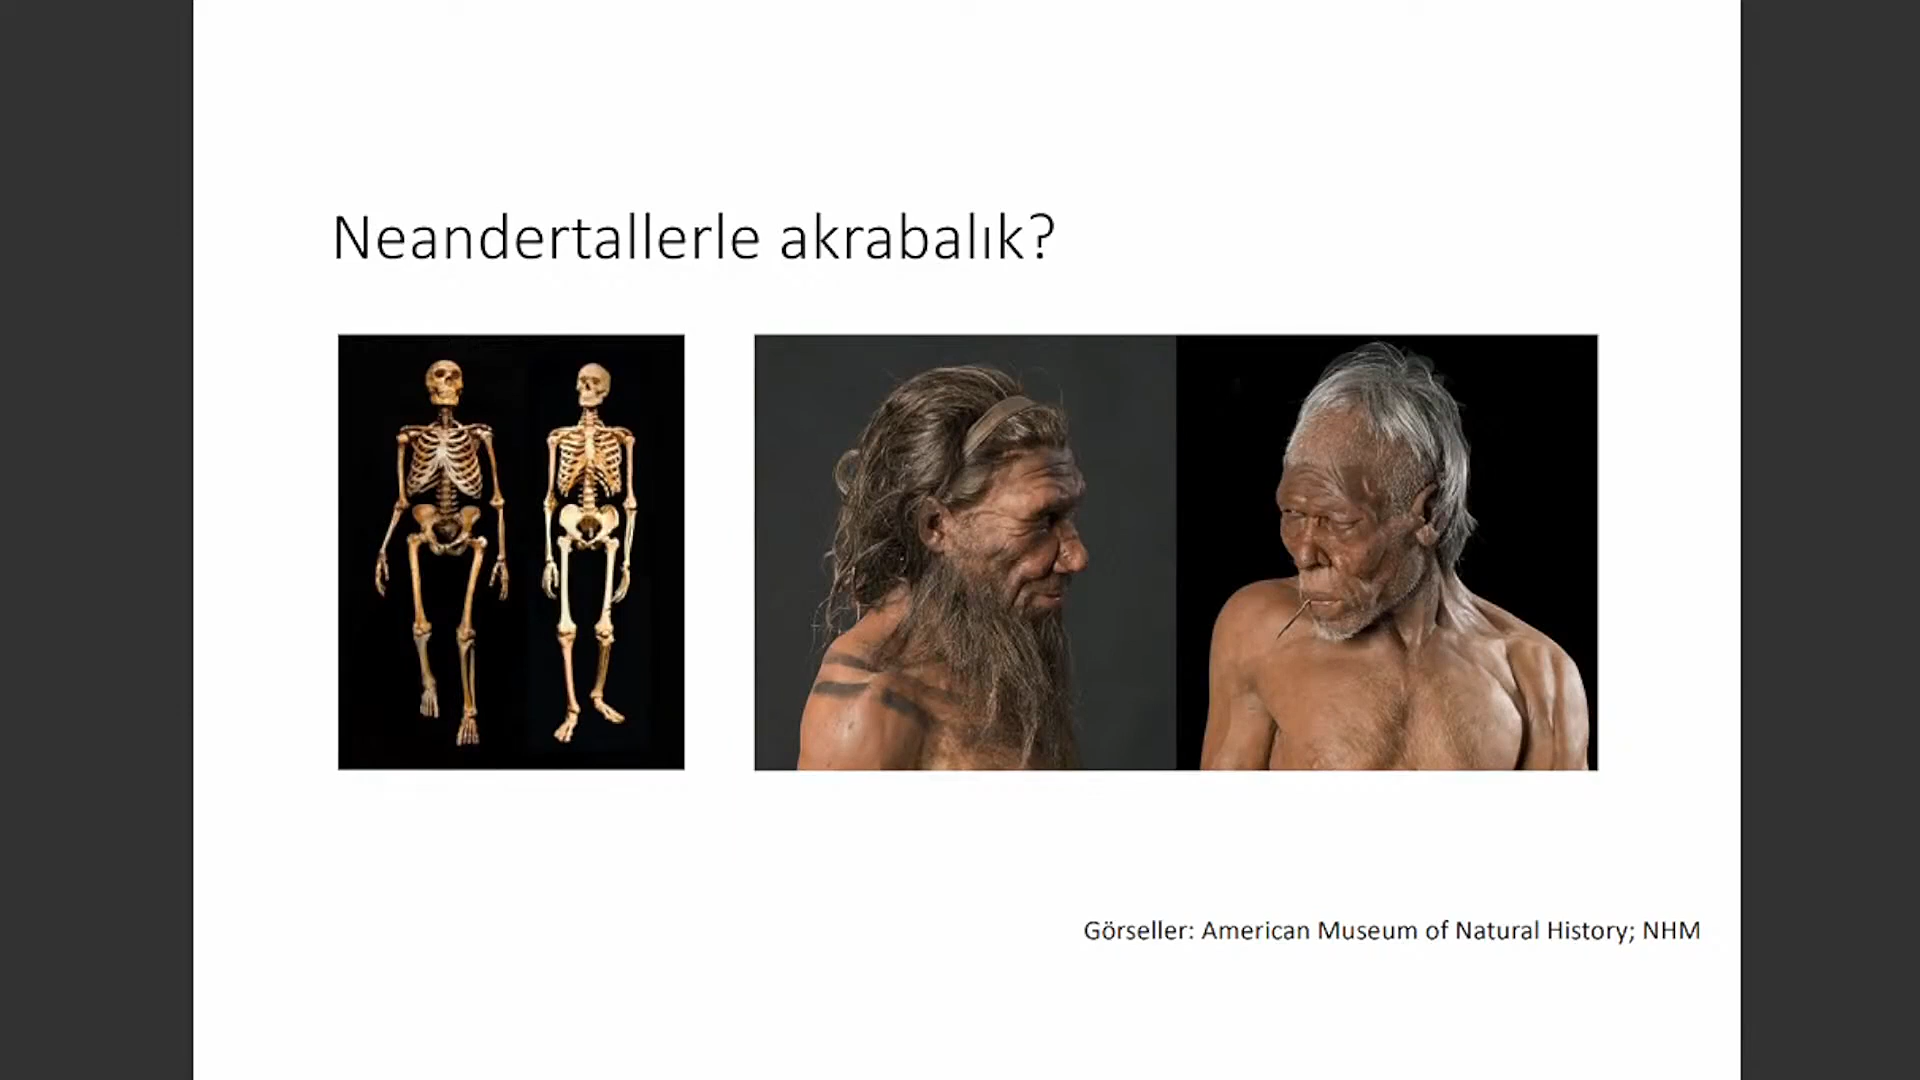 Neandertallerle akrabalık?
Görseller: American Museum of Natural History; NHM